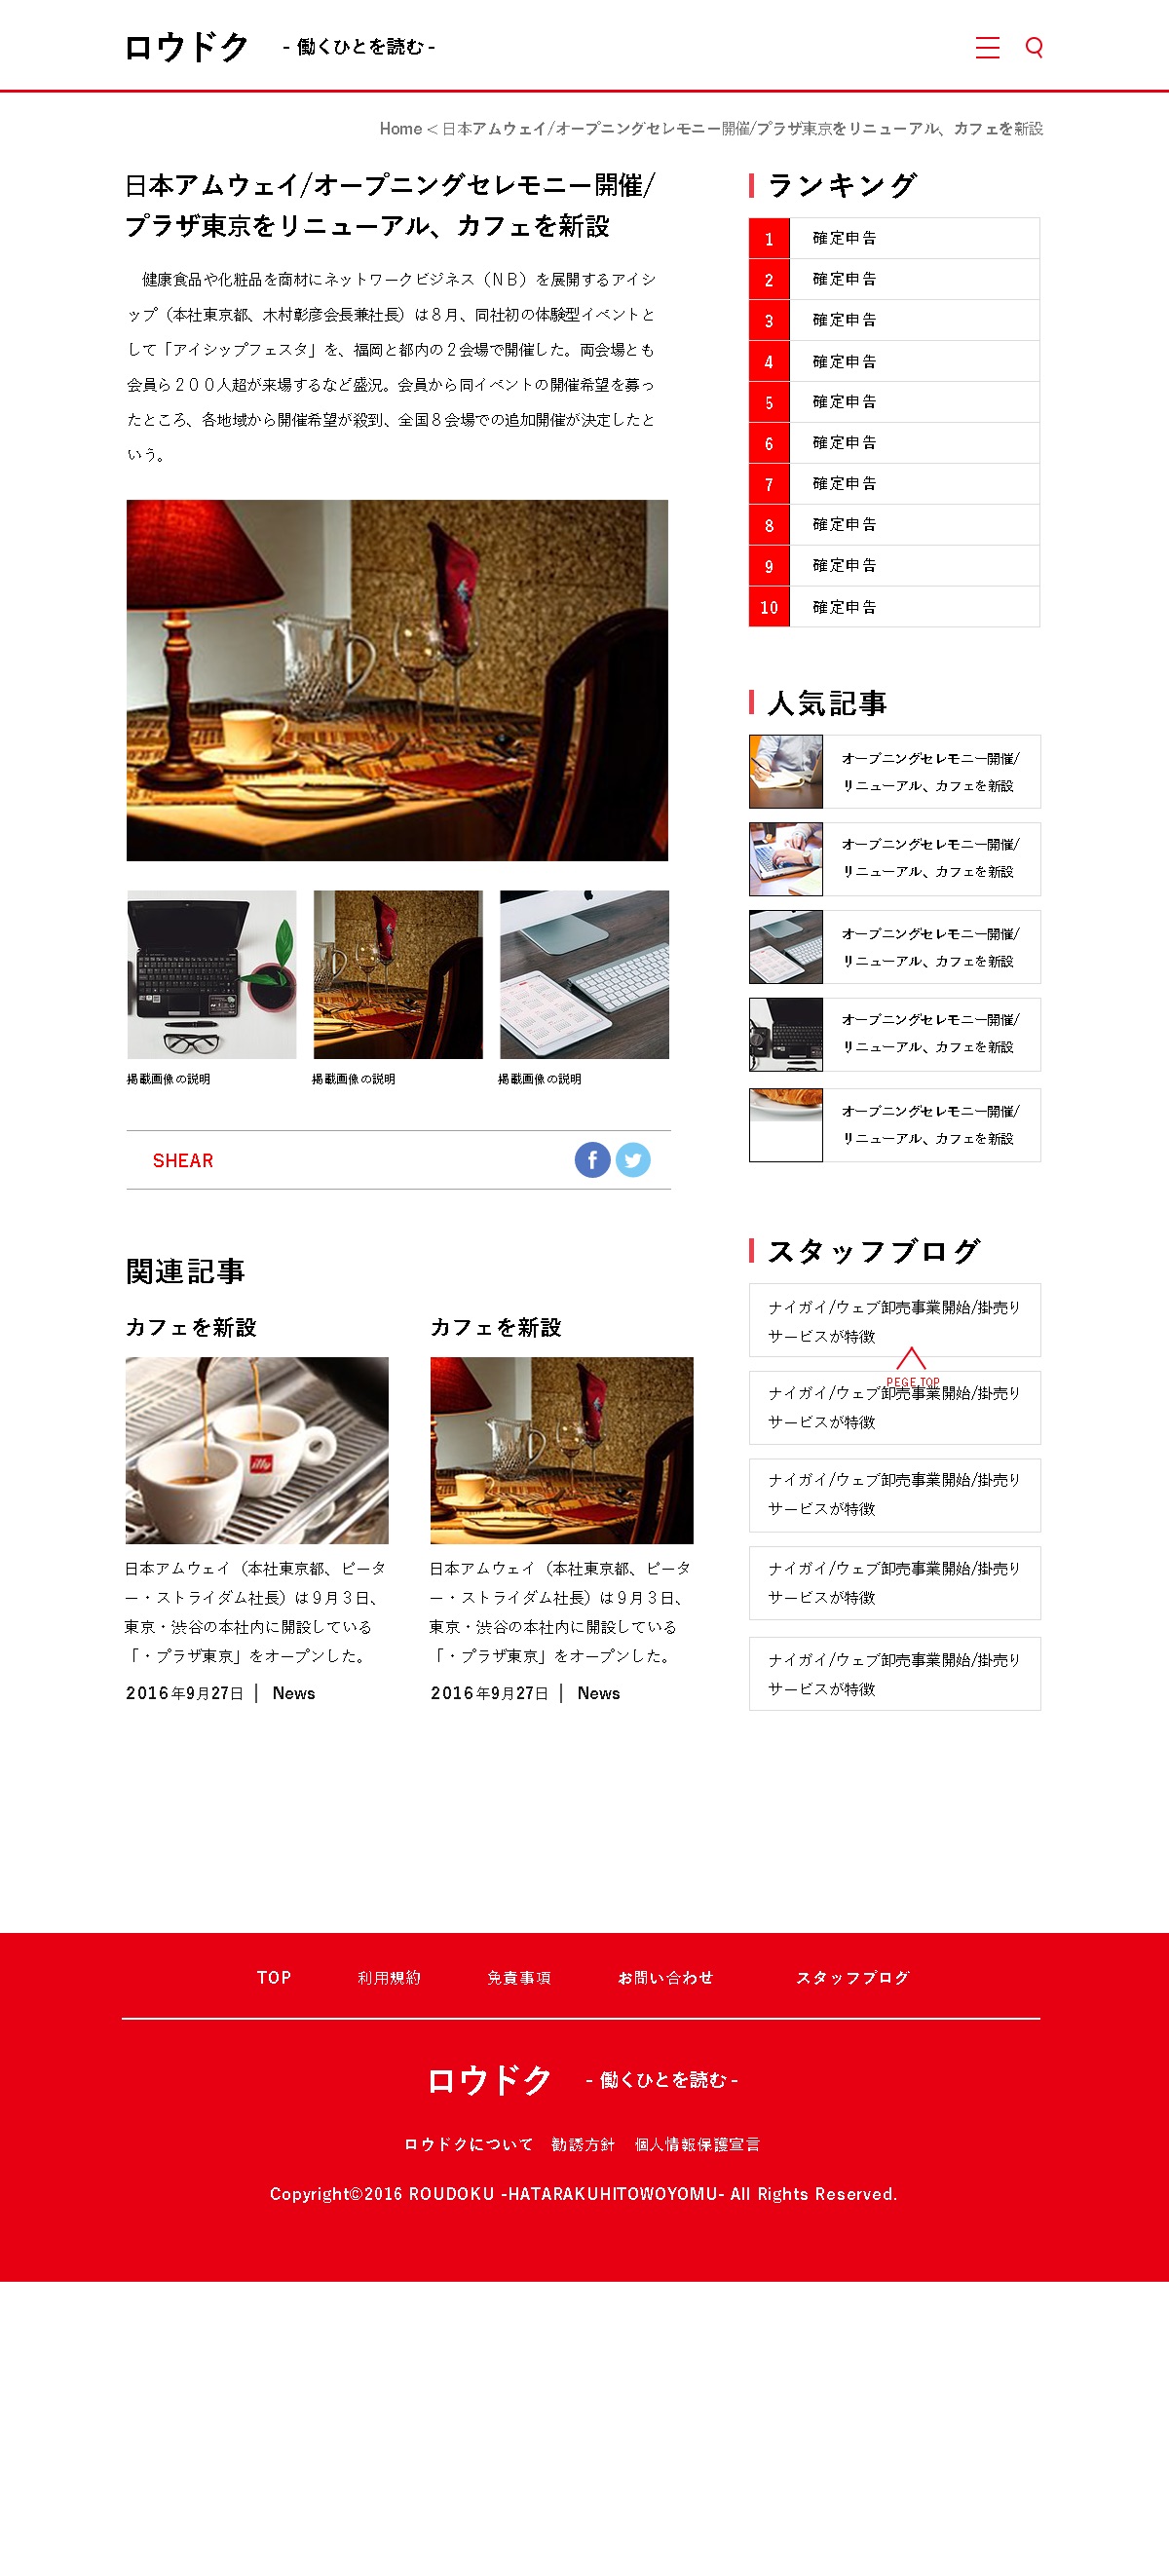 ロウドク - 働くひとを読む -
Home < 日本アムウェイ/オープニングセレモニー開催/プラザ東京をリニューアル、カフェを新設
日本アムウェイ/オープニングセレモニー開催/
プラザ東京をリニューアル、カフェを新設
健康食品や化粧品を商材にネットワークビジネス（ＮＢ）を展開するアイシ
ップ（本社東京都、木村彰彦会長兼社長）は８月、同社初の体験型イベントと
して「アイシップフェスタ」を、福岡と都内の２会場で開催した。両会場とも
会員ら２００人超が来場するなど盛況。会員から同イベントの開催希望を募っ
たところ、各地域から開催希望が殺到、全国８会場での追加開催が決定したと
いう。
掲載画像の説明
掲載画像の説明
掲載画像の説明
SHEAR
f
関連記事
カフェを新設
illy
日本アムウェイ（本社東京都、ピータ
ー・ストライダム社長）は９月３日、
東京・渋谷の本社内に開設している
「・プラザ東京」をオープンした。
2016年9月27日 | News
カフェを新設
日本アムウェイ（本社東京都、ピータ
ー・ストライダム社長）は９月３日、
東京・渋谷の本社内に開設している
「・プラザ東京」をオープンした。
2016年9月27日 | News
ランキング
1 確定申告
2 確定申告
3 確定申告
4 確定申告
5 確定申告
6 確定申告
7 確定申告
8 確定申告
9 確定申告
10 確定申告
人気記事
オープニングセレモニー開催/
リニューアル、カフェを新設
オープニングセレモニー開催/
リニューアル、カフェを新設
オープニングセレモニー開催/
リニューアル、カフェを新設
オープニングセレモニー開催/
リニューアル、カフェを新設
オープニングセレモニー開催/
リニューアル、カフェを新設
スタッフブログ
ナイガイ/ウェブ卸売事業開始/掛売り
サービスが特徴
PEGE TOP
ナイガイ/ウェブ卸売事業開始/掛売り
サービスが特徴
ナイガイ/ウェブ卸売事業開始/掛売り
サービスが特徴
ナイガイ/ウェブ卸売事業開始/掛売り
サービスが特徴
ナイガイ/ウェブ卸売事業開始/掛売り
サービスが特徴
TOP 利用規約 免責事項 お問い合わせ スタッフブログ
ロウドク - 働くひとを読む -
ロウドクについて 勧誘方針 個人情報保護宣言
Copyright©2016 ROUDOKU -HATARAKUHITOWOYOMU- All Rights Reserved.